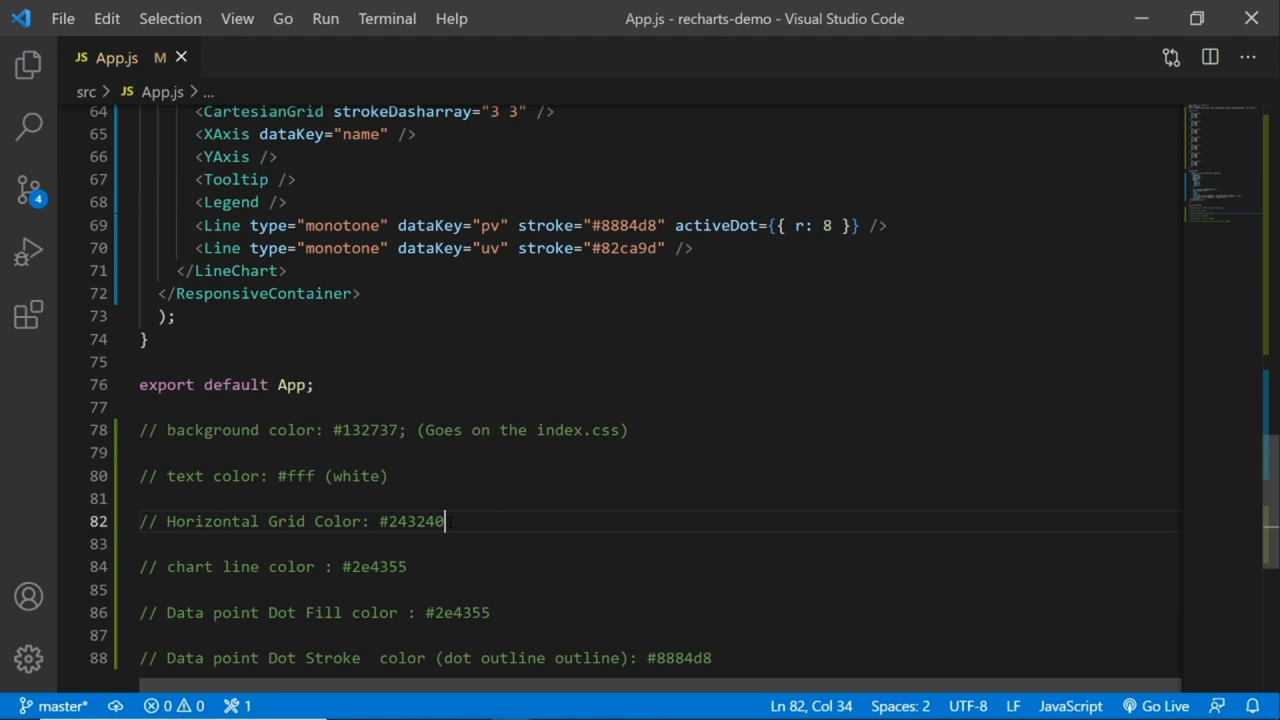 File Edit Selection View Go Run Terminal Help App.js - recharts-demo - Visual Studio Code
JS App.js M
src > JS App.js > ...
64 <CartesianGrid strokeDasharray="3 3" />
65 <XAxis dataKey="name" />
66 <YAxis />
67 <Tooltip />
68 <Legend />
69 <Line type="monotone" dataKey="pv" stroke="#8884d8" activeDot={{ r: 8 }} />
70 <Line type="monotone" dataKey="uv" stroke="#82ca9d" />
71 </LineChart>
72 </ResponsiveContainer>
73 );
74 }
75
76 export default App;
77
78 // background color: #132737; (Goes on the index.css)
79
80 // text color: #fff (white)
81
82 // Horizontal Grid Color: #243240
83
84 // chart line color : #2e4355
85
86 // Data point Dot Fill color : #2e4355
87
88 // Data point Dot Stroke  color (dot outline outline): #8884d8
4
master* 0 0 1 Ln 82, Col 34 Spaces: 2 UTF-8 LF JavaScript Go Live